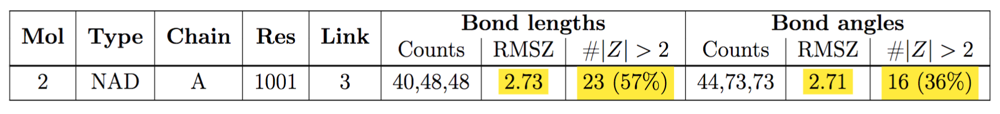 Mol Type Chain Res Link Bond lengths Bond angles
Counts RMSZ #|Z| > 2 Counts RMSZ #|Z| > 2
2 NAD A 1001 3 40,48,48 2.73 23 (57%) 44,73,73 2.71 16 (36%)